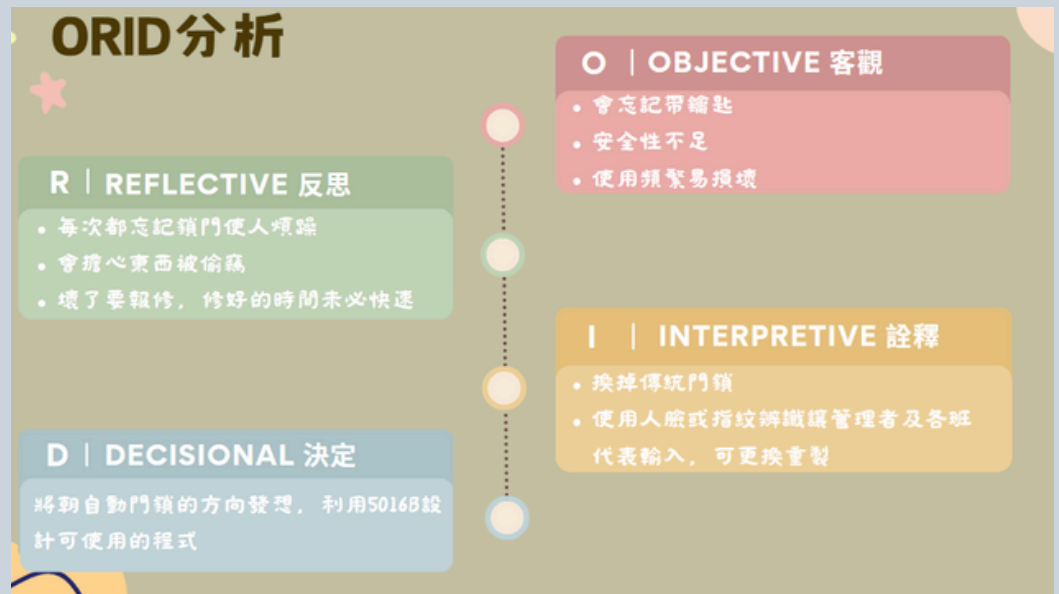 ORID分析
O | OBJECTIVE 客觀
• 會忘記帶鑰匙
• 安全性不足
• 使用頻繁易損壞
R | REFLECTIVE 反思
• 每次都忘記鎖門使人煩躁
• 會擔心東西被偷竊
• 壞了要報修，修好的時間未必快速
I | INTERPRETIVE 詮釋
• 換掉傳統門鎖
• 使用人臉或指紋辨識讓管理者及各班
代表輸入，可更換重製
D | DECISIONAL 決定
將朝自動門鎖的方向發想，利用5016B設
計可使用的程式